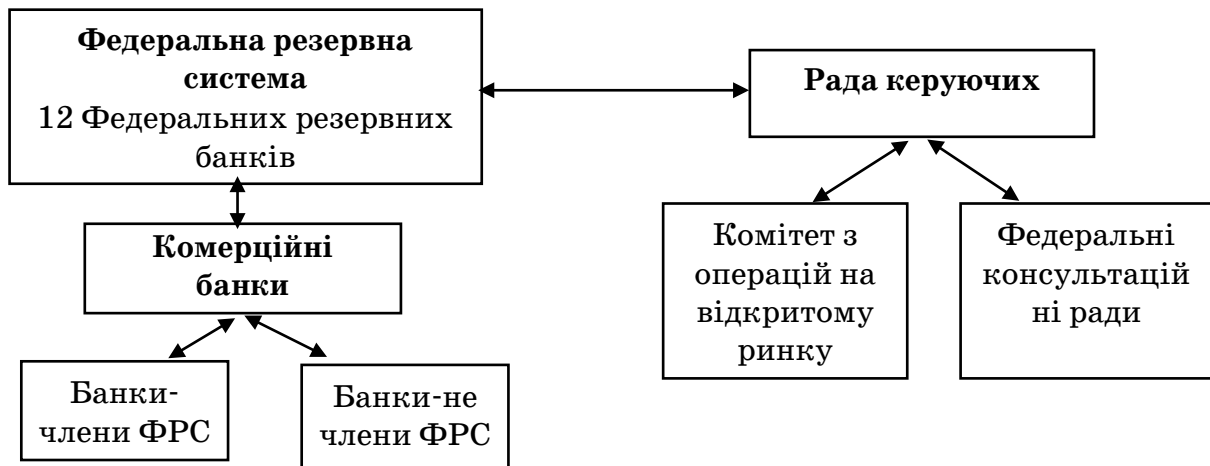 Федеральна резервна
система
12 Федеральних резервних
банків
Рада керуючих
Комерційні
банки
Комітет з
операцій на
відкритому
ринку
Федеральні
консультацій
ні ради
Банки-
члени ФРС
Банки-не
члени ФРС